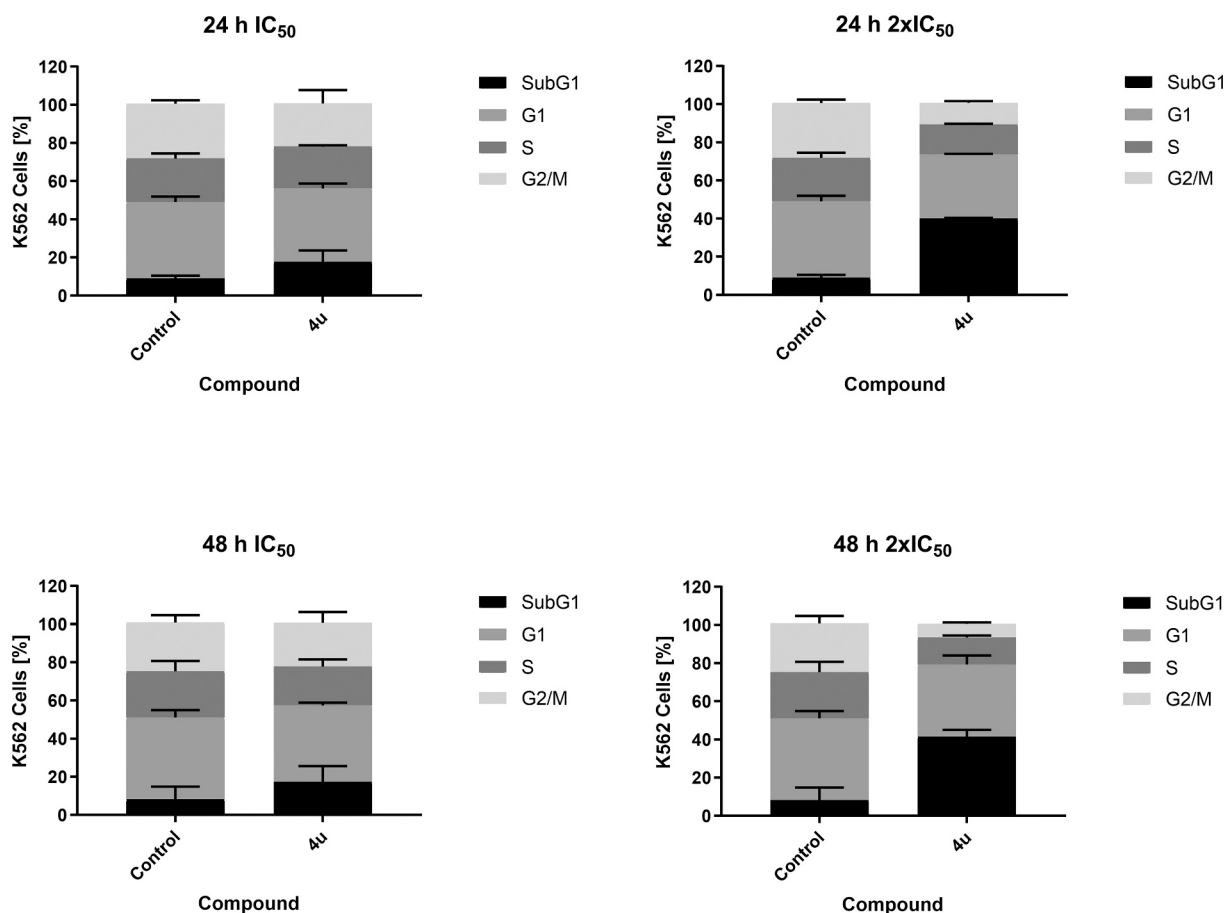 24 h IC50
K562 Cells [%]
120
100
80
60
40
20
0
Control
4u
Compound
SubG1
G1
S
G2/M
24 h 2xIC50
K562 Cells [%]
120
100
80
60
40
20
0
Control
4u
Compound
SubG1
G1
S
G2/M
48 h IC50
K562 Cells [%]
120
100
80
60
40
20
0
Control
4u
Compound
SubG1
G1
S
G2/M
48 h 2xIC50
K562 Cells [%]
120
100
80
60
40
20
0
Control
4u
Compound
SubG1
G1
S
G2/M